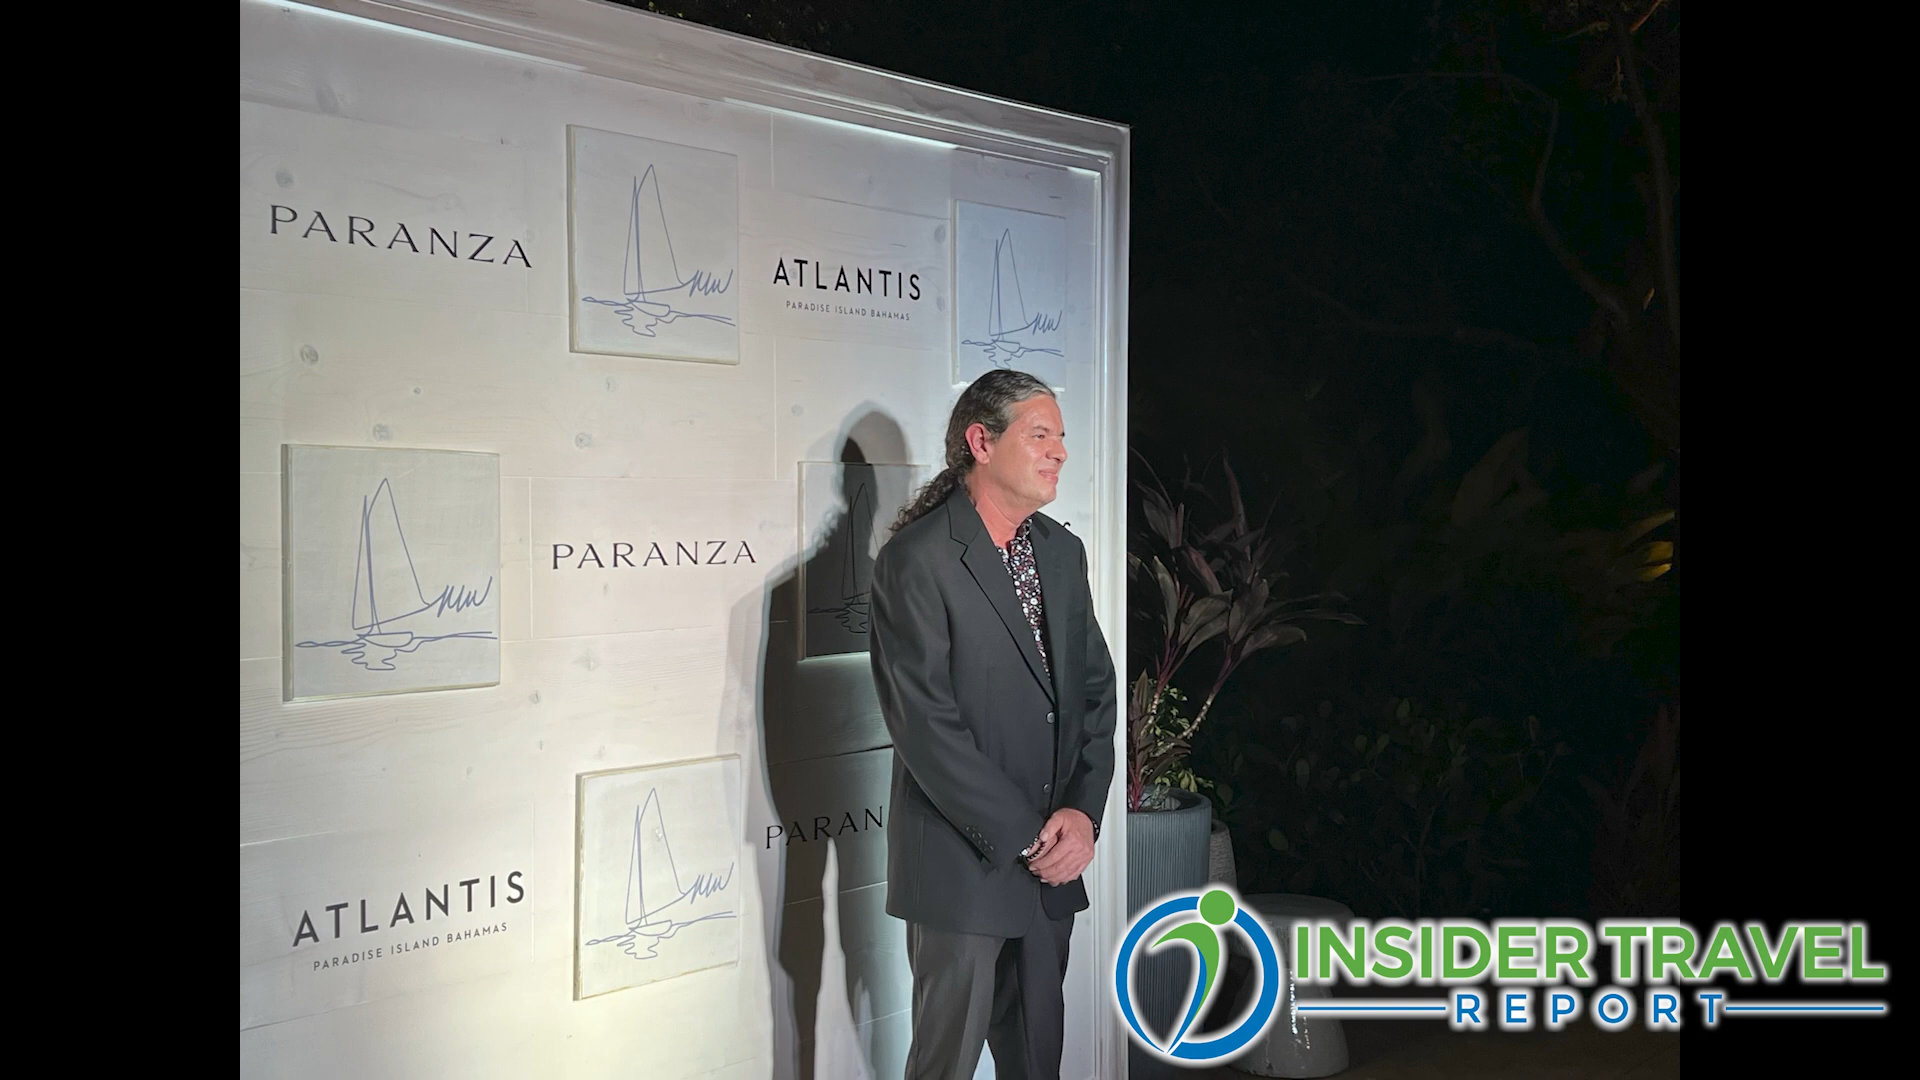 PARANZA
ATLANTIS
PARADISE ISLAND BAHAMAS
PARANZA
S
PARAN
ATLANTIS
PARADISE ISLAND BAHAMAS
INSIDER TRAVEL
REPORT